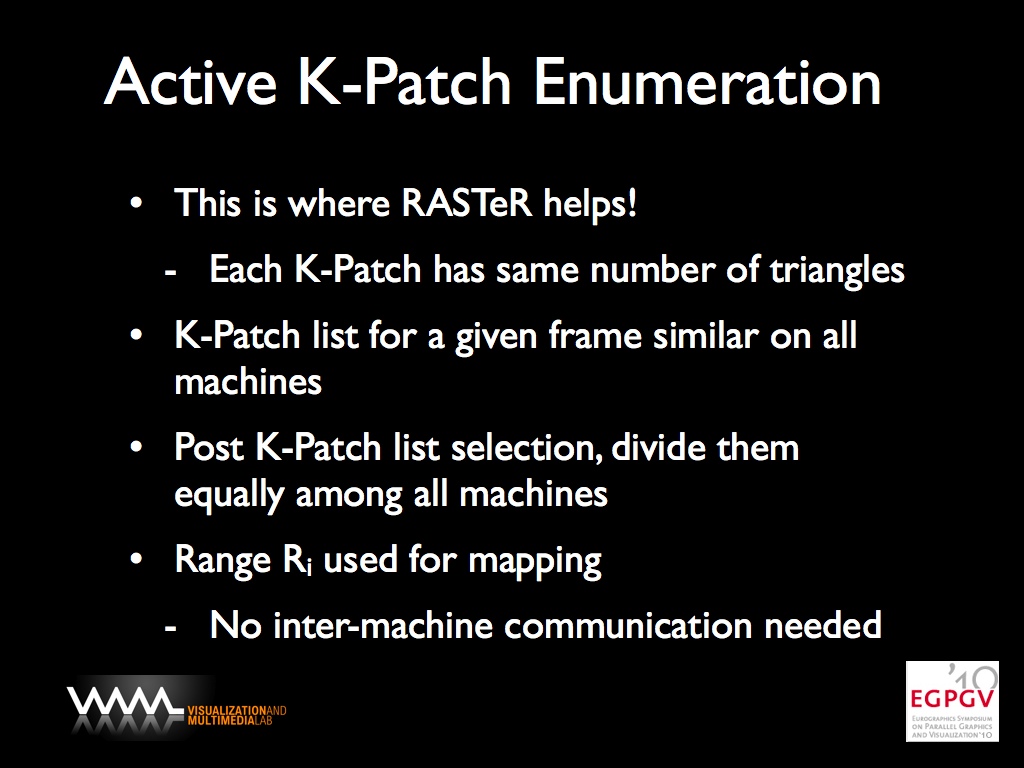 Active K-Patch Enumeration
• This is where RASTeR helps!
- Each K-Patch has same number of triangles
• K-Patch list for a given frame similar on all
machines
• Post K-Patch list selection, divide them
equally among all machines
• Range Rᵢ used for mapping
- No inter-machine communication needed
VISUALIZATIONAND
MULTIMEDIALAB
'10
EGPGV
EUROGRAPHICS SYMPOSIUM
ON PARALLEL GRAPHICS
AND VISUALIZATION'10